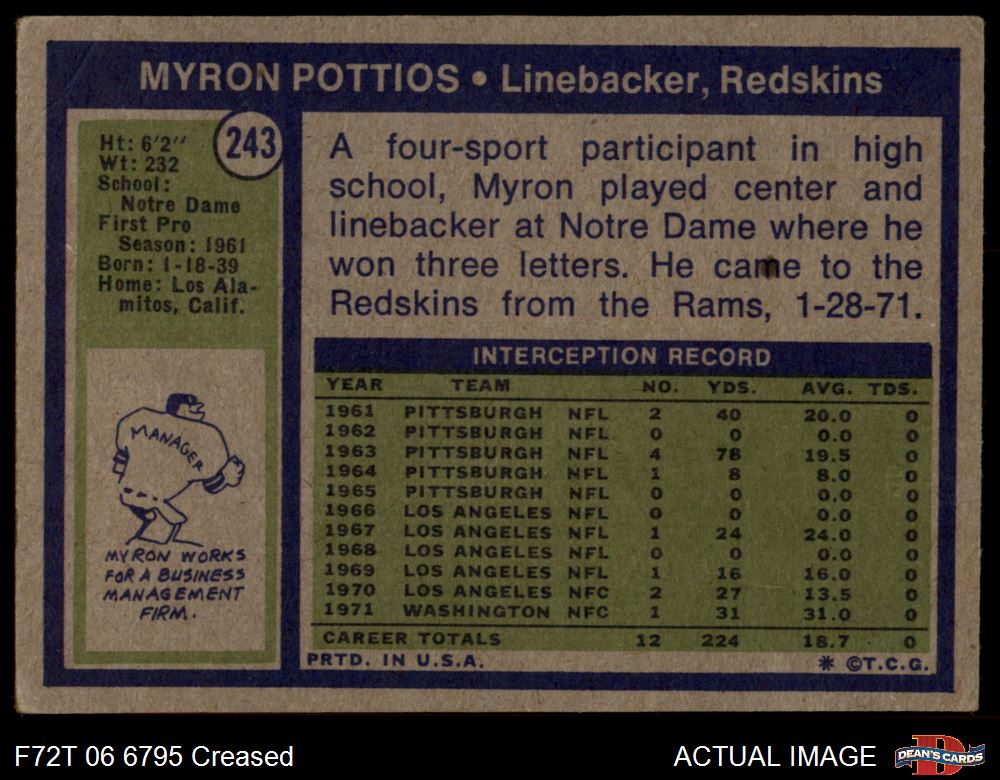 MYRON POTTIOS • Linebacker, Redskins
243
Ht: 6'2"
Wt: 232
School:
Notre Dame
First Pro
Season: 1961
Born: 1-18-39
Home: Los Ala-
mitos, Calif.
A four-sport participant in high
school, Myron played center and
linebacker at Notre Dame where he
won three letters. He came to the
Redskins from the Rams, 1-28-71.
MANAGER
MYRON WORKS
FOR A BUSINESS
MANAGEMENT
FIRM.
INTERCEPTION RECORD
YEAR TEAM NO. YDS. AVG. TDS.
1961 PITTSBURGH NFL 2 40 20.0 0
1962 PITTSBURGH NFL 0 0 0.0 0
1963 PITTSBURGH NFL 4 78 19.5 0
1964 PITTSBURGH NFL 1 8 8.0 0
1965 PITTSBURGH NFL 0 0 0.0 0
1966 LOS ANGELES NFL 0 0 0.0 0
1967 LOS ANGELES NFL 1 24 24.0 0
1968 LOS ANGELES NFL 0 0 0.0 0
1969 LOS ANGELES NFL 1 16 16.0 0
1970 LOS ANGELES NFC 2 27 13.5 0
1971 WASHINGTON NFC 1 31 31.0 0
CAREER TOTALS 12 224 18.7 0
PRTD. IN U.S.A. * ©T.C.G.
F72T 06 6795 Creased
ACTUAL IMAGE
D
DEAN'S CARDS